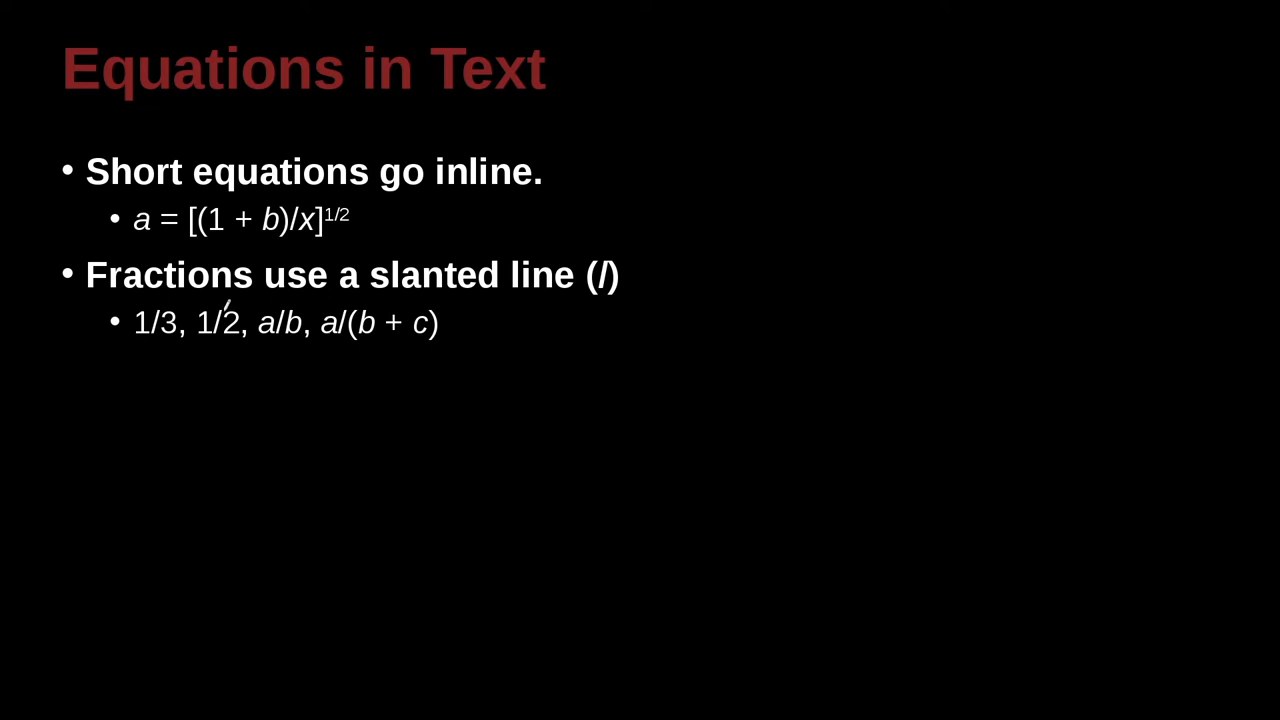 Equations in Text
• Short equations go inline.
• a = [(1 + b)/x]^1/2
• Fractions use a slanted line (/)
• 1/3, 1/2, a/b, a/(b + c)